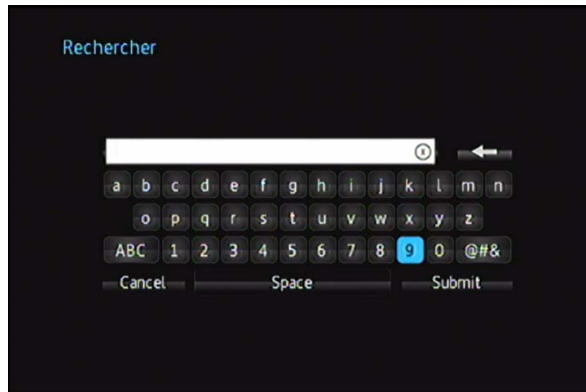 Rechercher
a b c d e f g h i j k l m n
o p q r s t u v w x y z
ABC 1 2 3 4 5 6 7 8 9 0 @#&
Cancel Space Submit